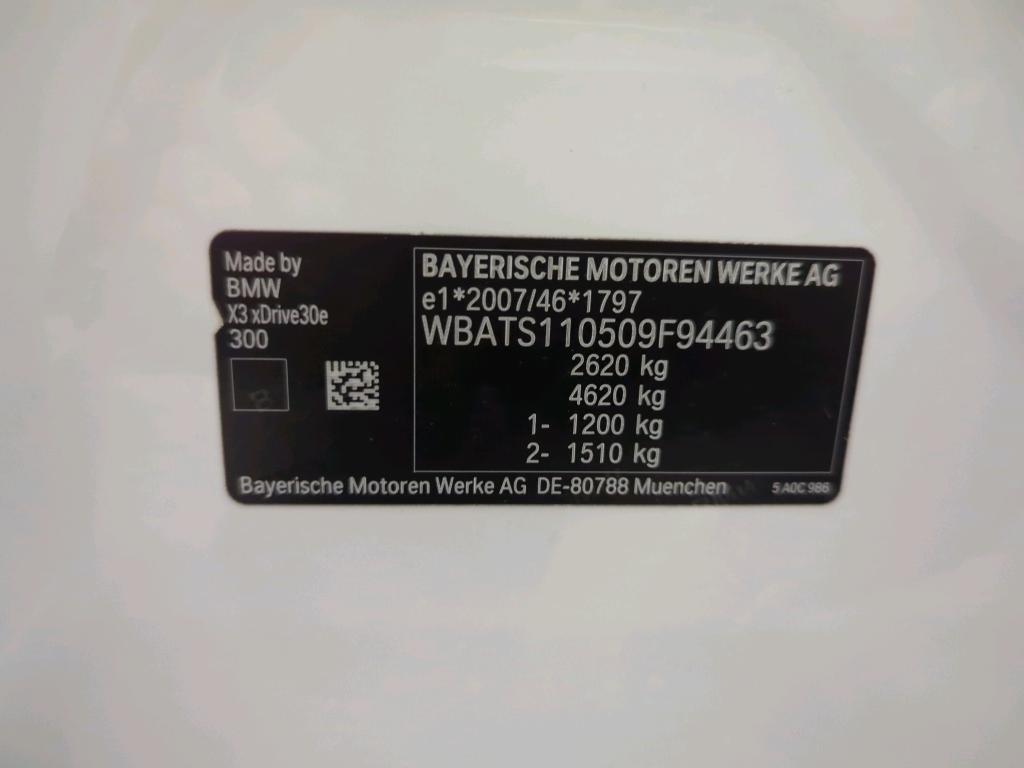 Made by
BMW
X3 xDrive30e
300
BAYERISCHE MOTOREN WERKE AG
e1*2007/46*1797
WBATS110509F94463
2620 kg
4620 kg
1- 1200 kg
2- 1510 kg
Bayerische Motoren Werke AG DE-80788 Muenchen
5 A0C 986